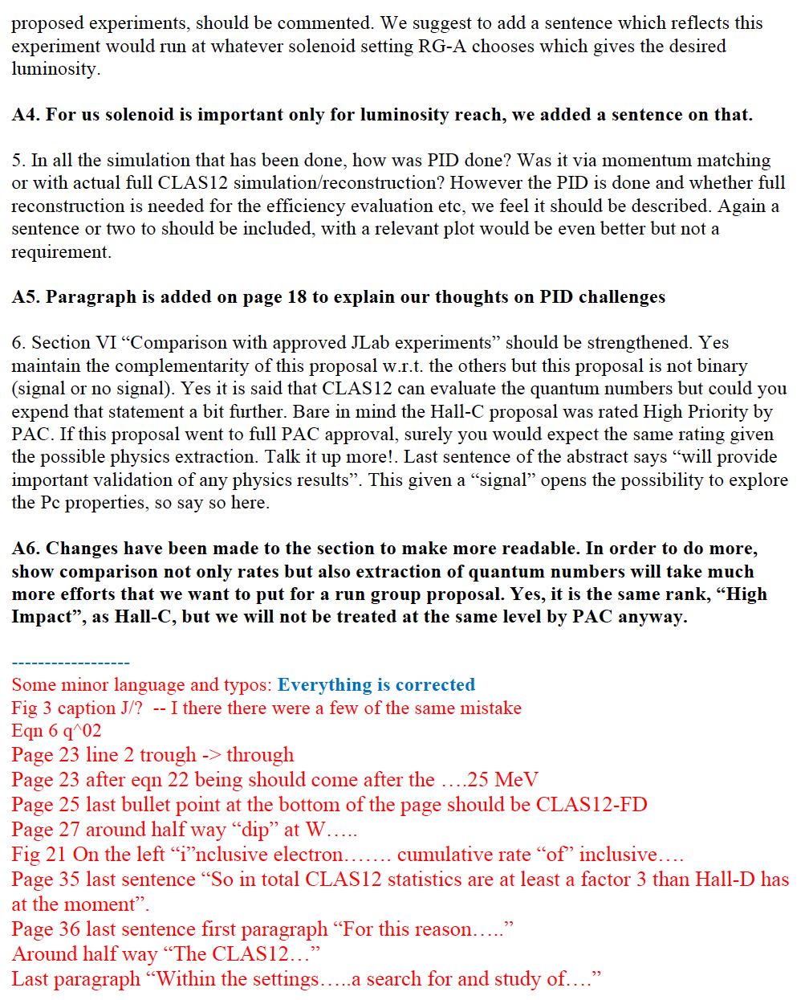 proposed experiments, should be commented. We suggest to add a sentence which reflects this
experiment would run at whatever solenoid setting RG-A chooses which gives the desired
luminosity.
A4. For us solenoid is important only for luminosity reach, we added a sentence on that.
5. In all the simulation that has been done, how was PID done? Was it via momentum matching
or with actual full CLAS12 simulation/reconstruction? However the PID is done and whether full
reconstruction is needed for the efficiency evaluation etc, we feel it should be described. Again a
sentence or two to should be included, with a relevant plot would be even better but not a
requirement.
A5. Paragraph is added on page 18 to explain our thoughts on PID challenges
6. Section VI “Comparison with approved JLab experiments” should be strengthened. Yes
maintain the complementarity of this proposal w.r.t. the others but this proposal is not binary
(signal or no signal). Yes it is said that CLAS12 can evaluate the quantum numbers but could you
expend that statement a bit further. Bare in mind the Hall-C proposal was rated High Priority by
PAC. If this proposal went to full PAC approval, surely you would expect the same rating given
the possible physics extraction. Talk it up more!. Last sentence of the abstract says “will provide
important validation of any physics results”. This given a “signal” opens the possibility to explore
the Pc properties, so say so here.
A6. Changes have been made to the section to make more readable. In order to do more,
show comparison not only rates but also extraction of quantum numbers will take much
more efforts that we want to put for a run group proposal. Yes, it is the same rank, “High
Impact”, as Hall-C, but we will not be treated at the same level by PAC anyway.
------------------
Some minor language and typos: Everything is corrected
Fig 3 caption J/?  -- I there there were a few of the same mistake
Eqn 6 q^02
Page 23 line 2 trough -> through
Page 23 after eqn 22 being should come after the ….25 MeV
Page 25 last bullet point at the bottom of the page should be CLAS12-FD
Page 27 around half way “dip” at W…..
Fig 21 On the left “i”nclusive electron……. cumulative rate “of” inclusive….
Page 35 last sentence “So in total CLAS12 statistics are at least a factor 3 than Hall-D has
at the moment”.
Page 36 last sentence first paragraph “For this reason…..”
Around half way “The CLAS12…”
Last paragraph “Within the settings…..a search for and study of….”